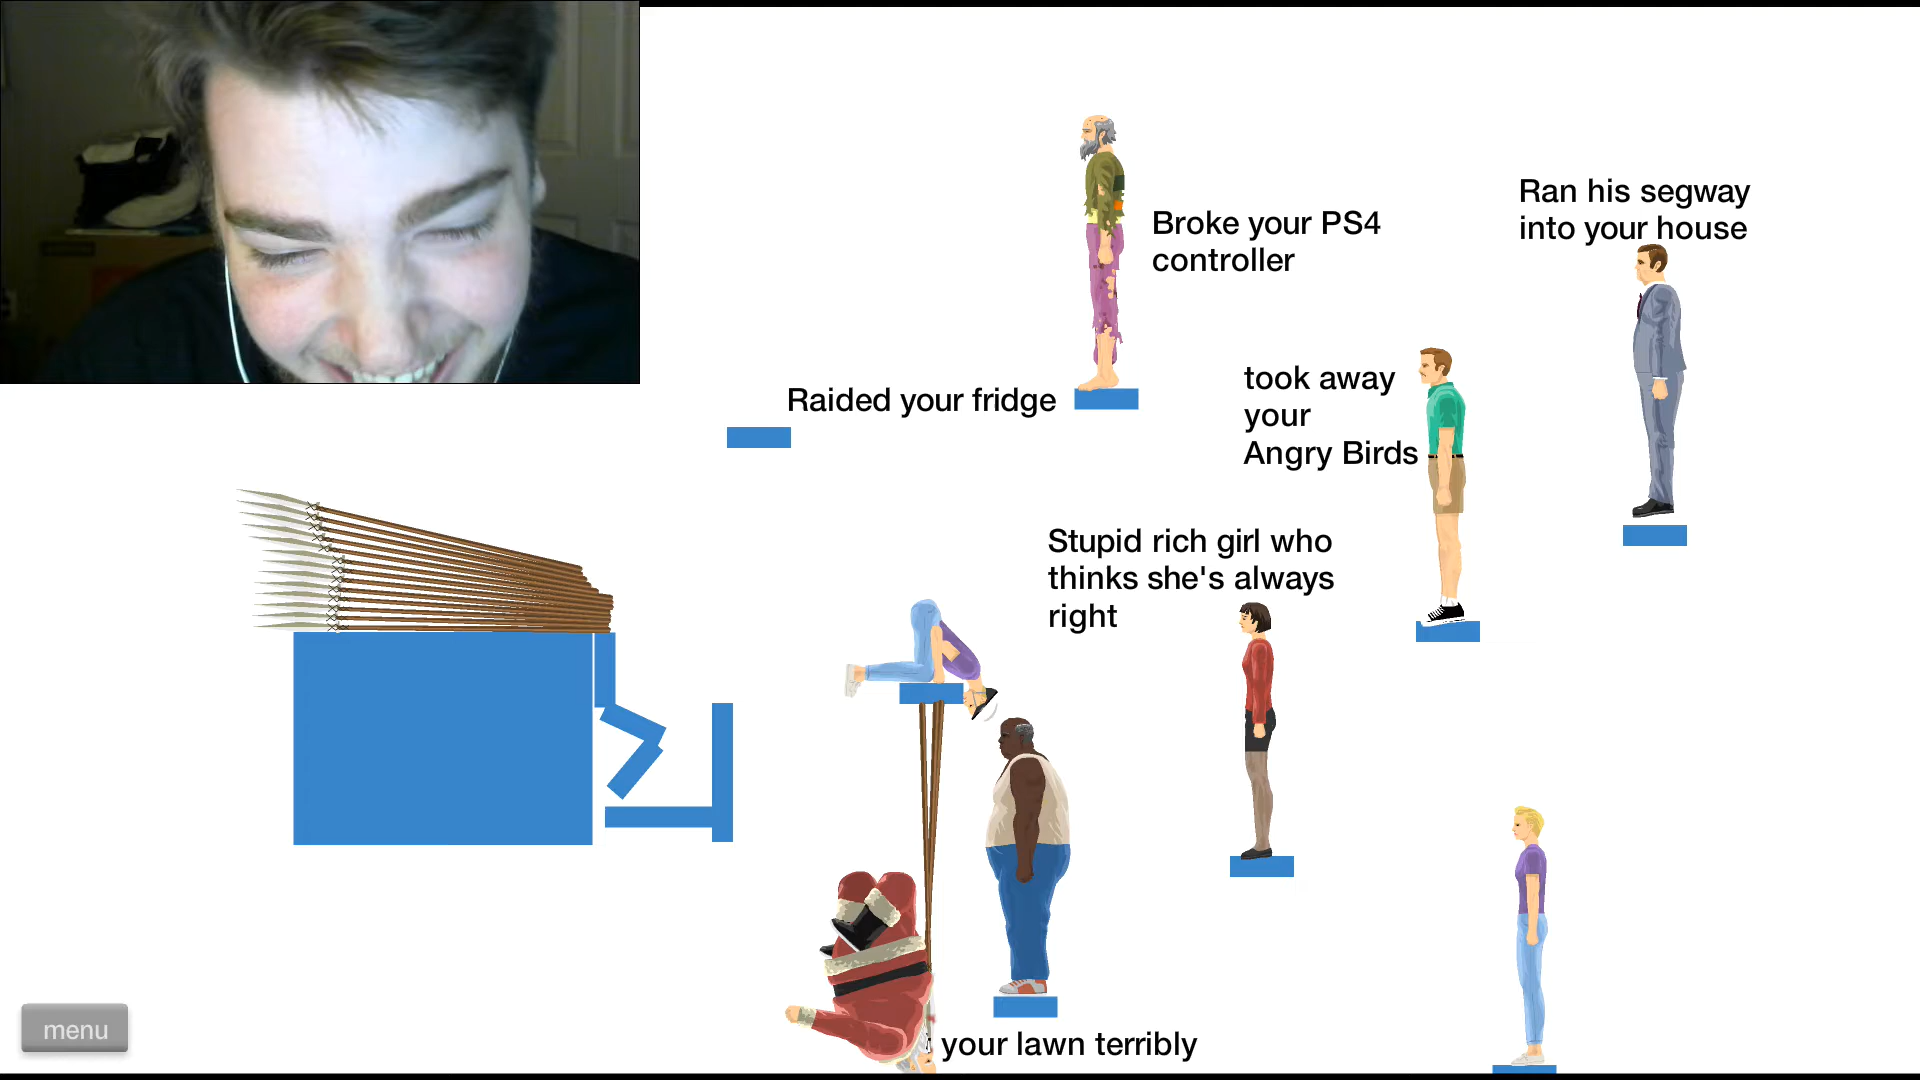 Ran his segway
into your house
Broke your PS4
controller
took away
your
Angry Birds
Raided your fridge
Stupid rich girl who
thinks she's always
right
your lawn terribly
menu